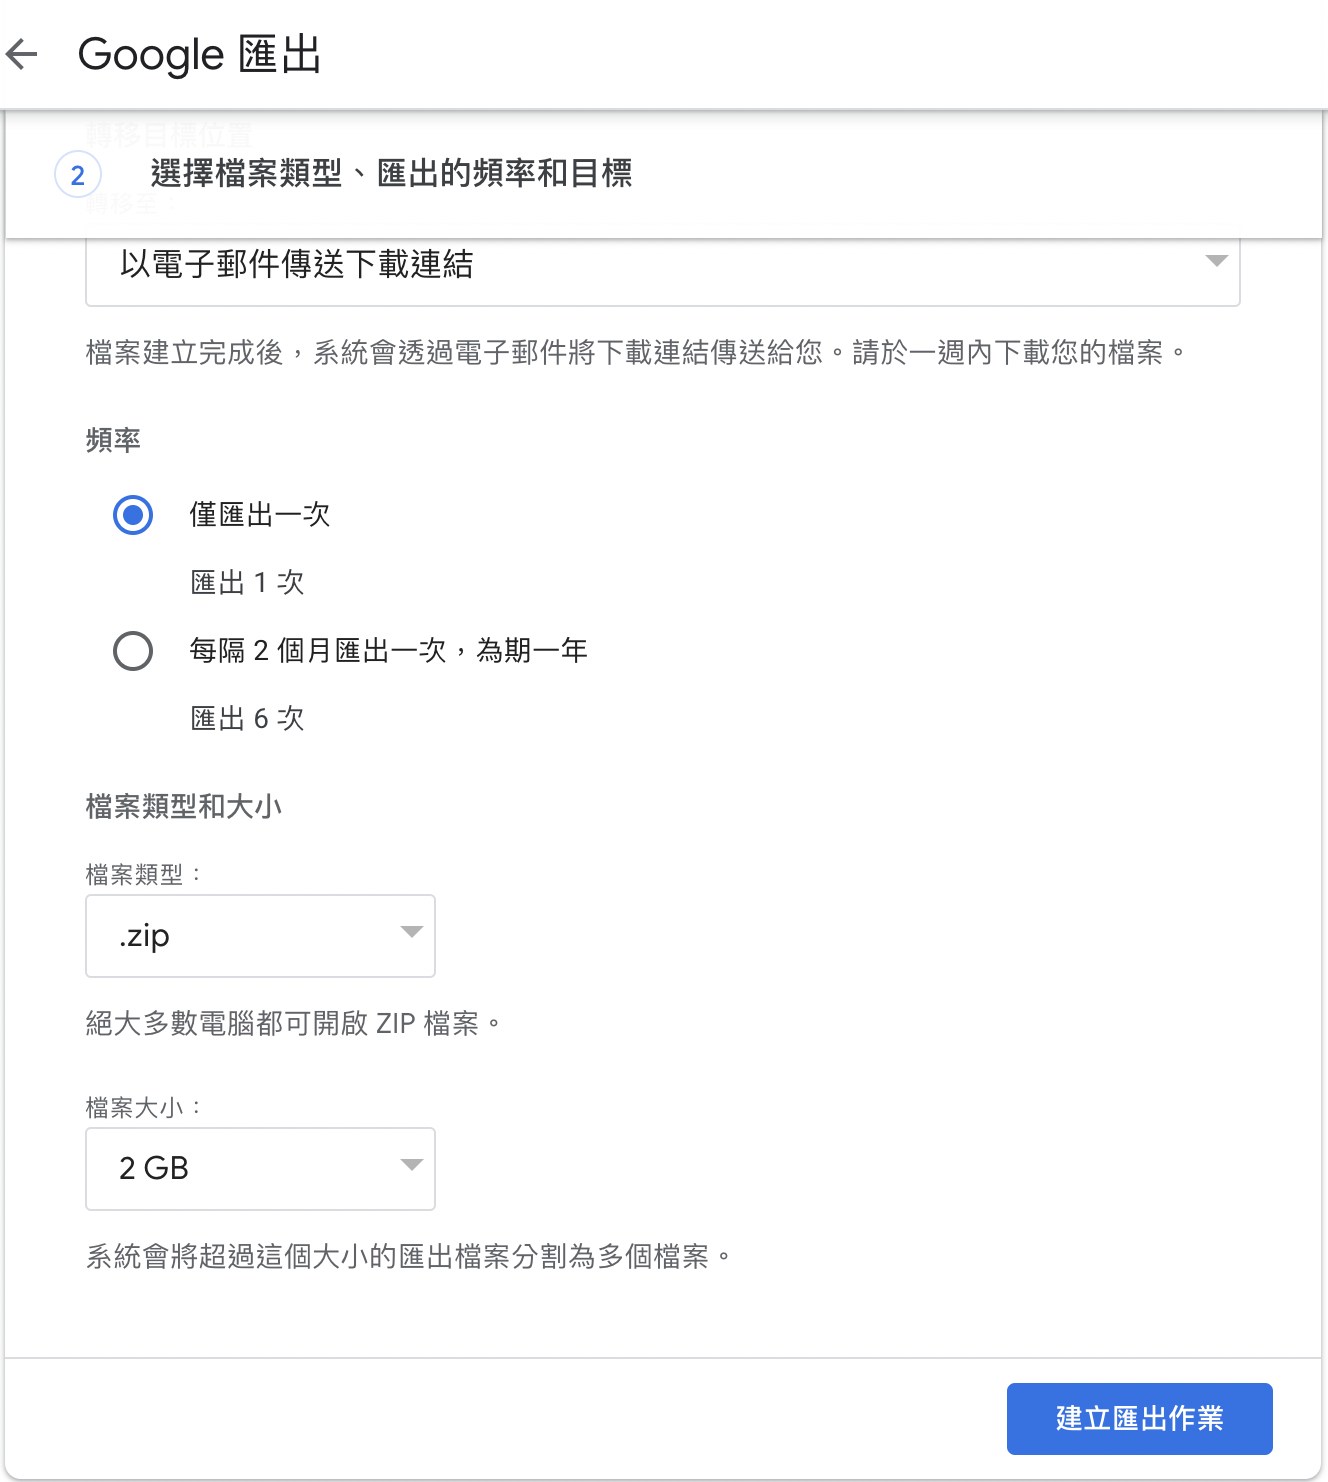 Google 匯出
轉移目標位置
2
選擇檔案類型、匯出的頻率和目標
轉移至：
以電子郵件傳送下載連結
檔案建立完成後，系統會透過電子郵件將下載連結傳送給您。請於一週內下載您的檔案。
頻率
僅匯出一次
匯出 1 次
每隔 2 個月匯出一次，為期一年
匯出 6 次
檔案類型和大小
檔案類型：
.zip
絕大多數電腦都可開啟 ZIP 檔案。
檔案大小：
2 GB
系統會將超過這個大小的匯出檔案分割為多個檔案。
建立匯出作業